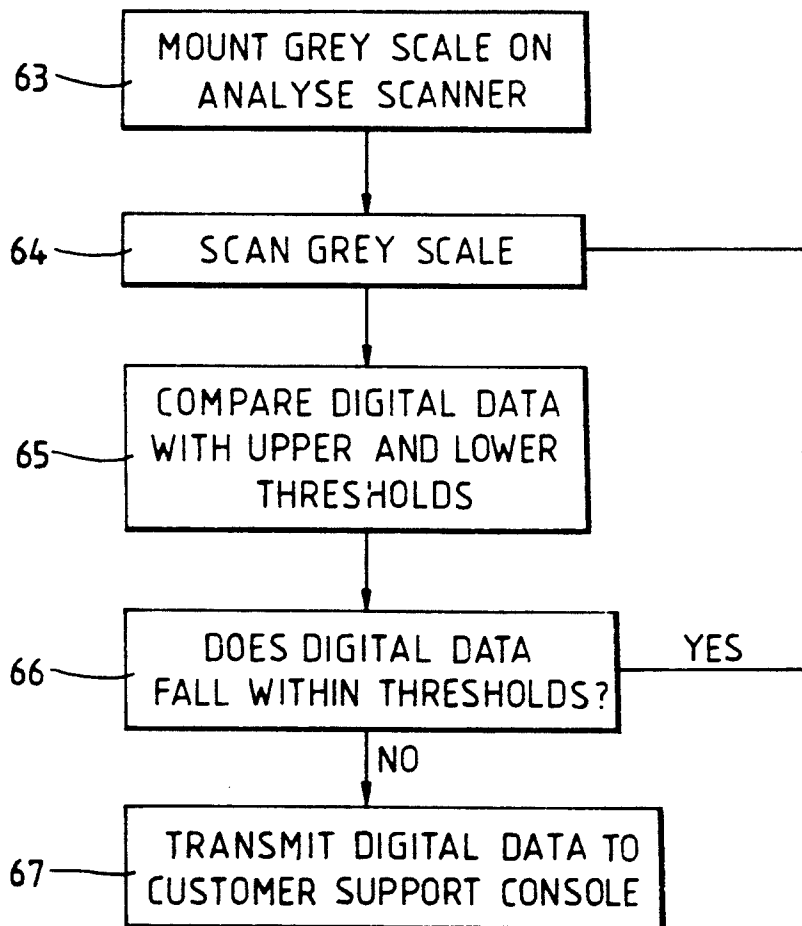 MOUNT GREY SCALE ON
ANALYSE SCANNER
63
SCAN GREY SCALE
64
COMPARE DIGITAL DATA
WITH UPPER AND LOWER
THRESHOLDS
65
DOES DIGITAL DATA
FALL WITHIN THRESHOLDS?
66
YES
NO
TRANSMIT DIGITAL DATA TO
CUSTOMER SUPPORT CONSOLE
67